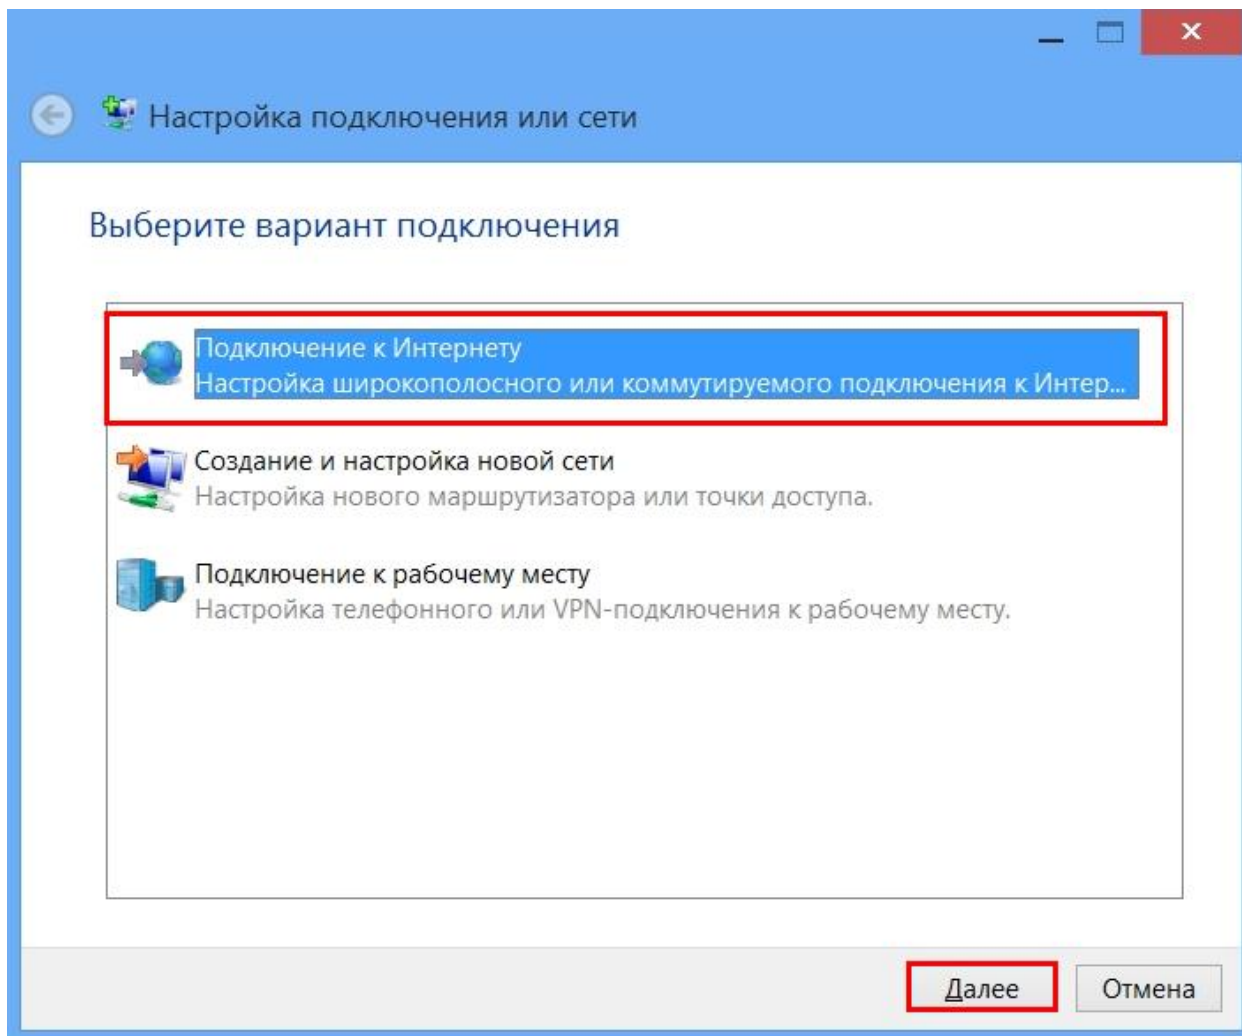 Настройка подключения или сети
Выберите вариант подключения
Подключение к Интернету
Настройка широкополосного или коммутируемого подключения к Интер...
Создание и настройка новой сети
Настройка нового маршрутизатора или точки доступа.
Подключение к рабочему месту
Настройка телефонного или VPN-подключения к рабочему месту.
Далее Отмена